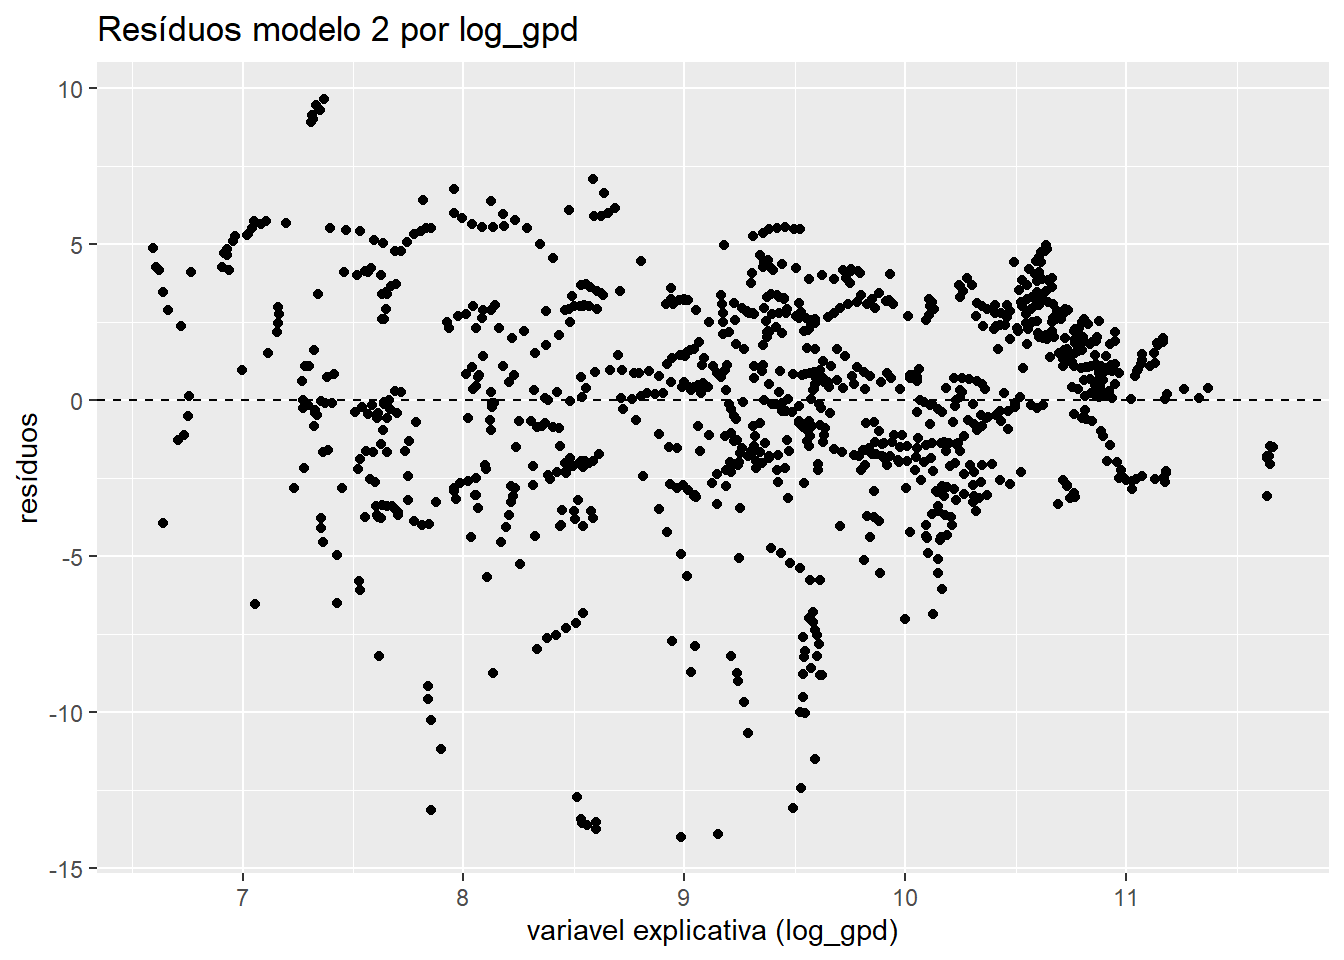 Resíduos modelo 2 por log_gpd
10
5
0
-5
-10
-15
resíduos
7 8 9 10 11
variavel explicativa (log_gpd)